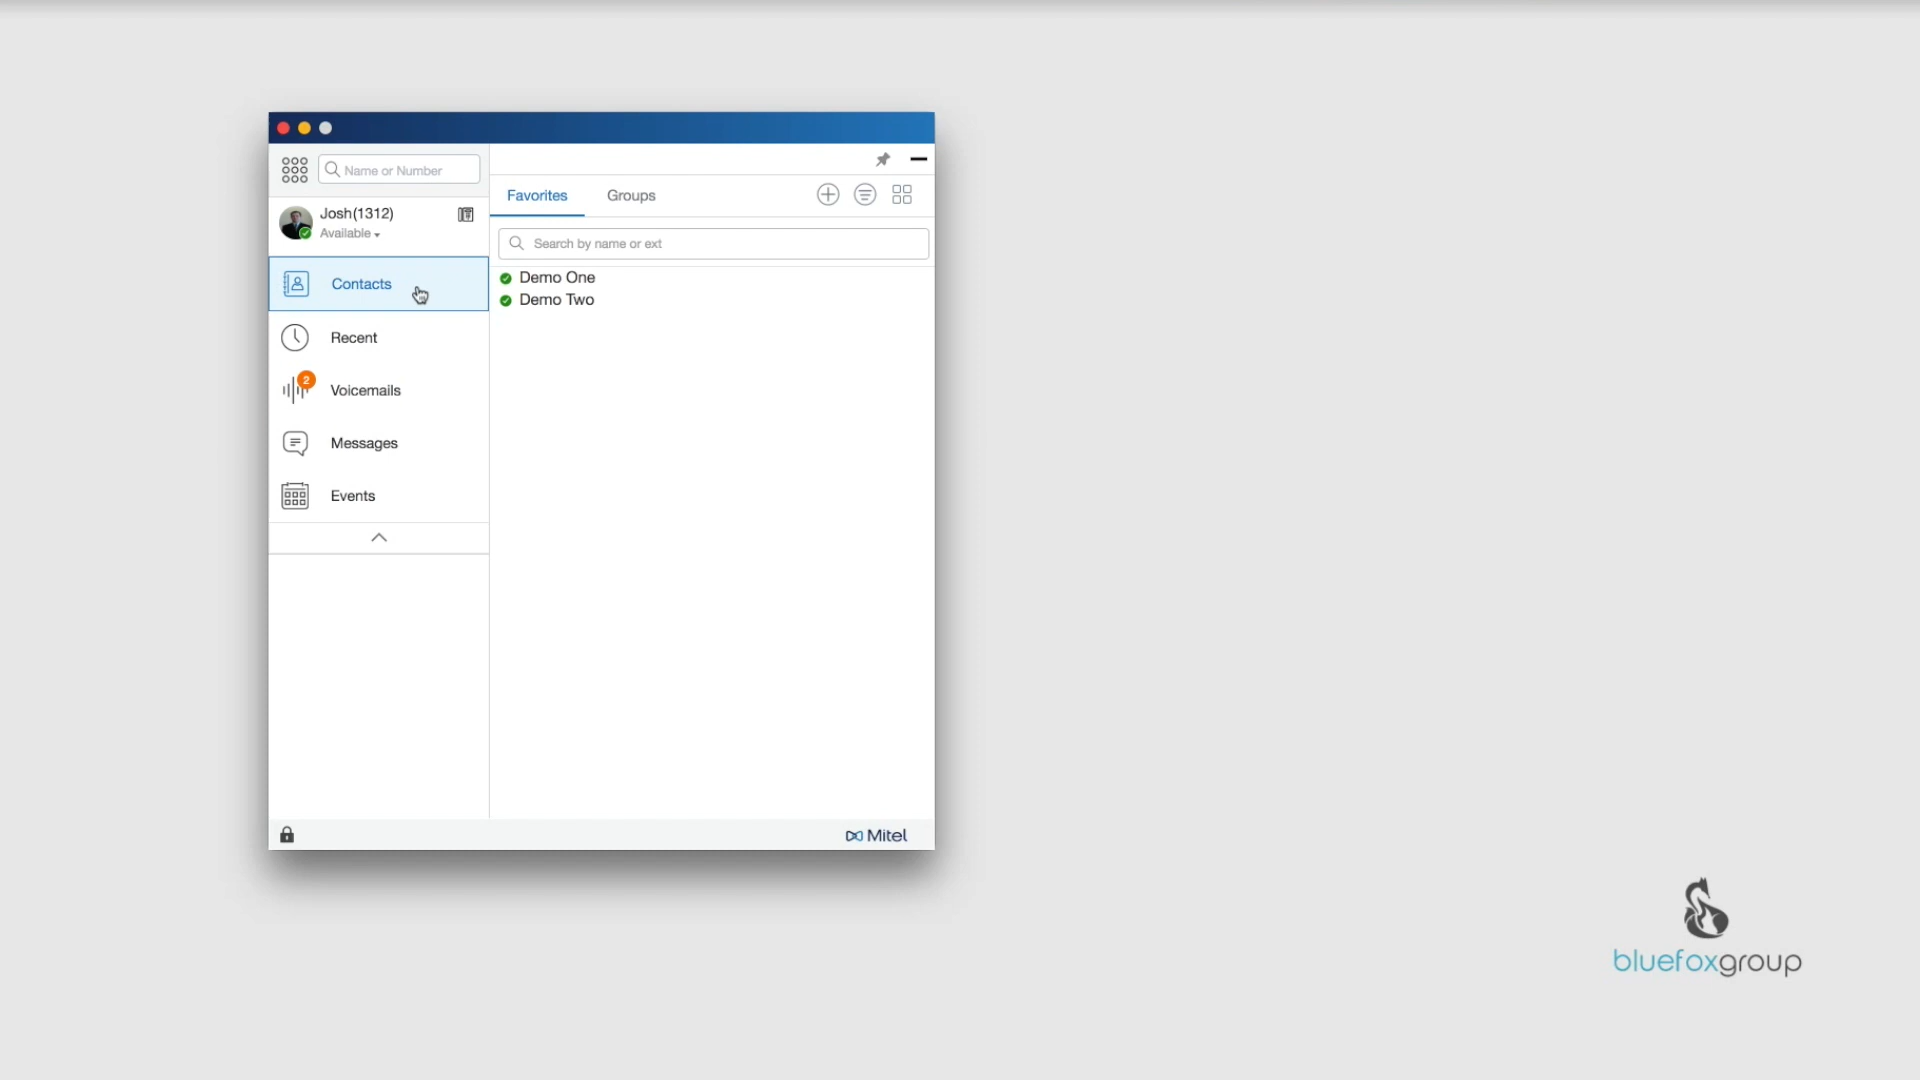 Name or Number
Josh(1312)
Available
Contacts
Recent
2
Voicemails
Messages
Events
Favorites
Groups
Search by name or ext
Demo One
Demo Two
Mitel
bluefoxgroup